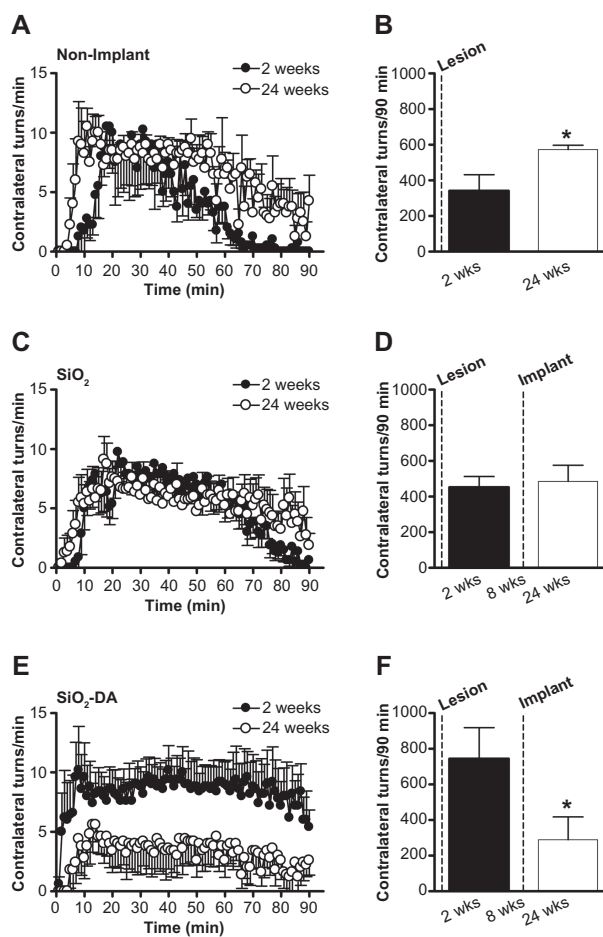 A
Non-Implant
2 weeks
24 weeks
Contralateral turns/min
15
10
5
0
0 10 20 30 40 50 60 70 80 90
Time (min)
B
Lesion
Contralateral turns/90 min
1000
800
600
400
200
0
*
2 wks 24 wks
C
SiO₂
2 weeks
24 weeks
Contralateral turns/min
15
10
5
0
0 10 20 30 40 50 60 70 80 90
Time (min)
D
Lesion Implant
Contralateral turns/90 min
1000
800
600
400
200
0
2 wks 8 wks 24 wks
E
SiO₂-DA
2 weeks
24 weeks
Contralateral turns/min
15
10
5
0
0 10 20 30 40 50 60 70 80 90
Time (min)
F
Lesion Implant
Contralateral turns/90 min
1000
800
600
400
200
0
*
2 wks 8 wks 24 wks